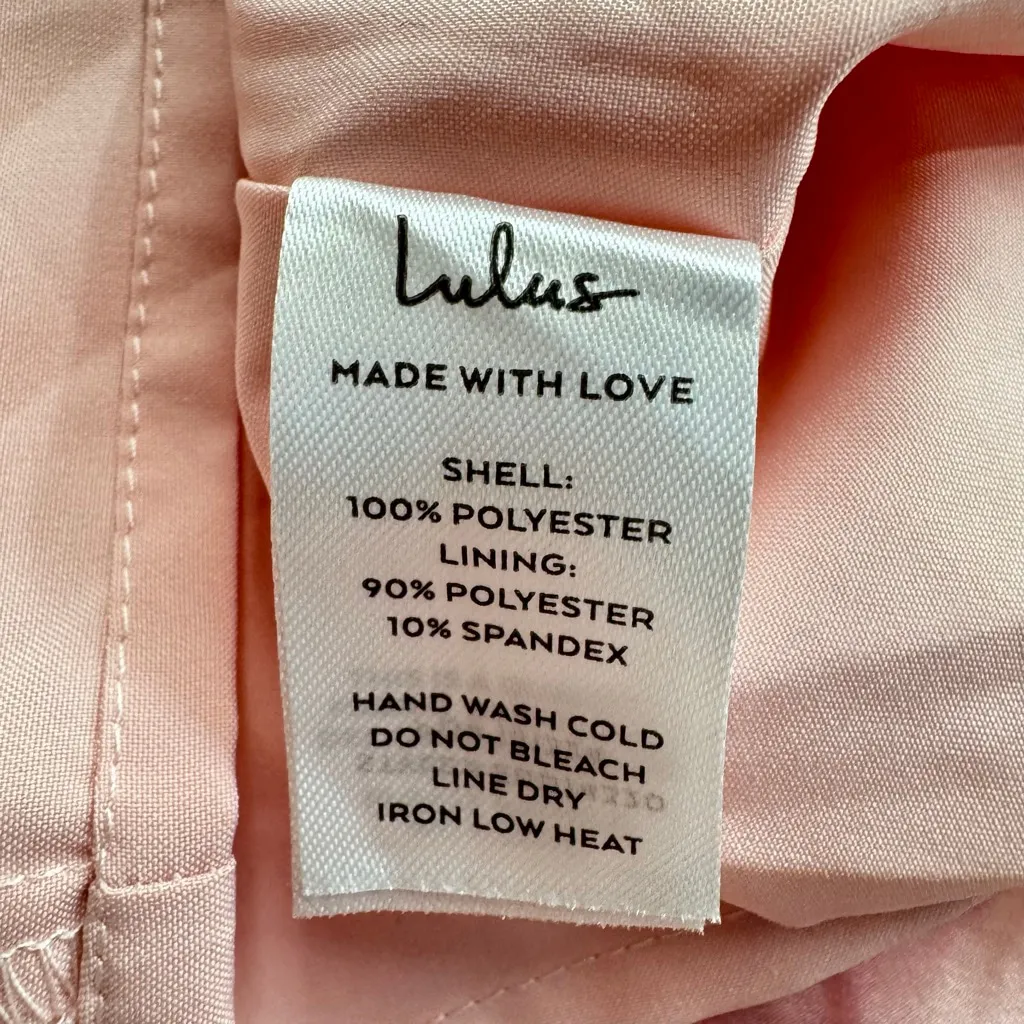 Lulus
MADE WITH LOVE
SHELL:
100% POLYESTER
LINING:
90% POLYESTER
10% SPANDEX
HAND WASH COLD
DO NOT BLEACH
LINE DRY
IRON LOW HEAT